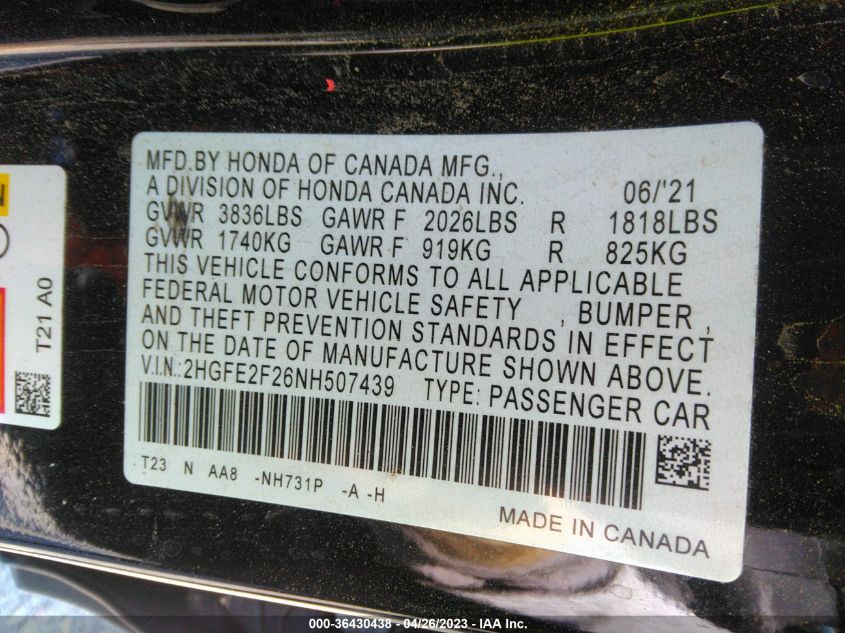 MFD.BY HONDA OF CANADA MFG.,
A DIVISION OF HONDA CANADA INC. 06/'21
GVWR 3836LBS GAWR F 2026LBS R 1818LBS
GVWR 1740KG GAWR F 919KG R 825KG
THIS VEHICLE CONFORMS TO ALL APPLICABLE
FEDERAL MOTOR VEHICLE SAFETY , BUMPER ,
AND THEFT PREVENTION STANDARDS IN EFFECT
ON THE DATE OF MANUFACTURE SHOWN ABOVE.
V.I.N.:2HGFE2F26NH507439 TYPE: PASSENGER CAR
T23 N AA8 -NH731P -A -H
MADE IN CANADA
T21 A0
N
000-36430438 - 04/26/2023 - IAA Inc.